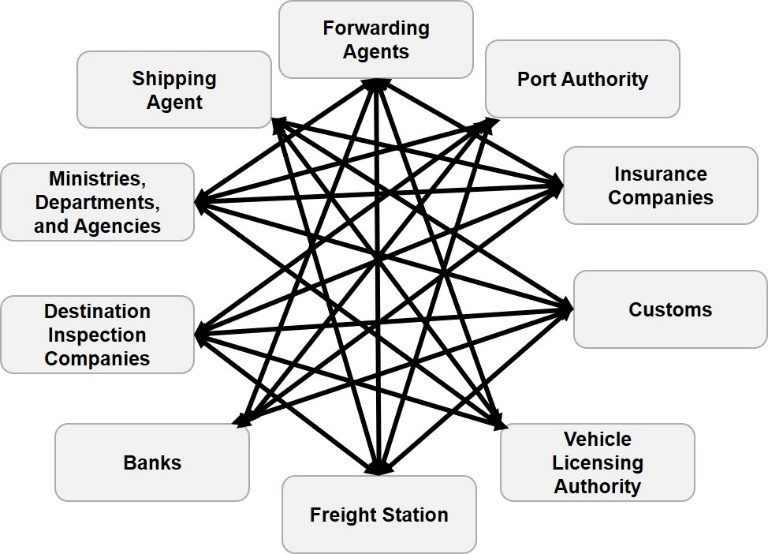 Forwarding
Agents
Shipping
Agent
Port Authority
Ministries,
Departments,
and Agencies
Insurance
Companies
Destination
Inspection
Companies
Customs
Banks
Vehicle
Licensing
Authority
Freight Station